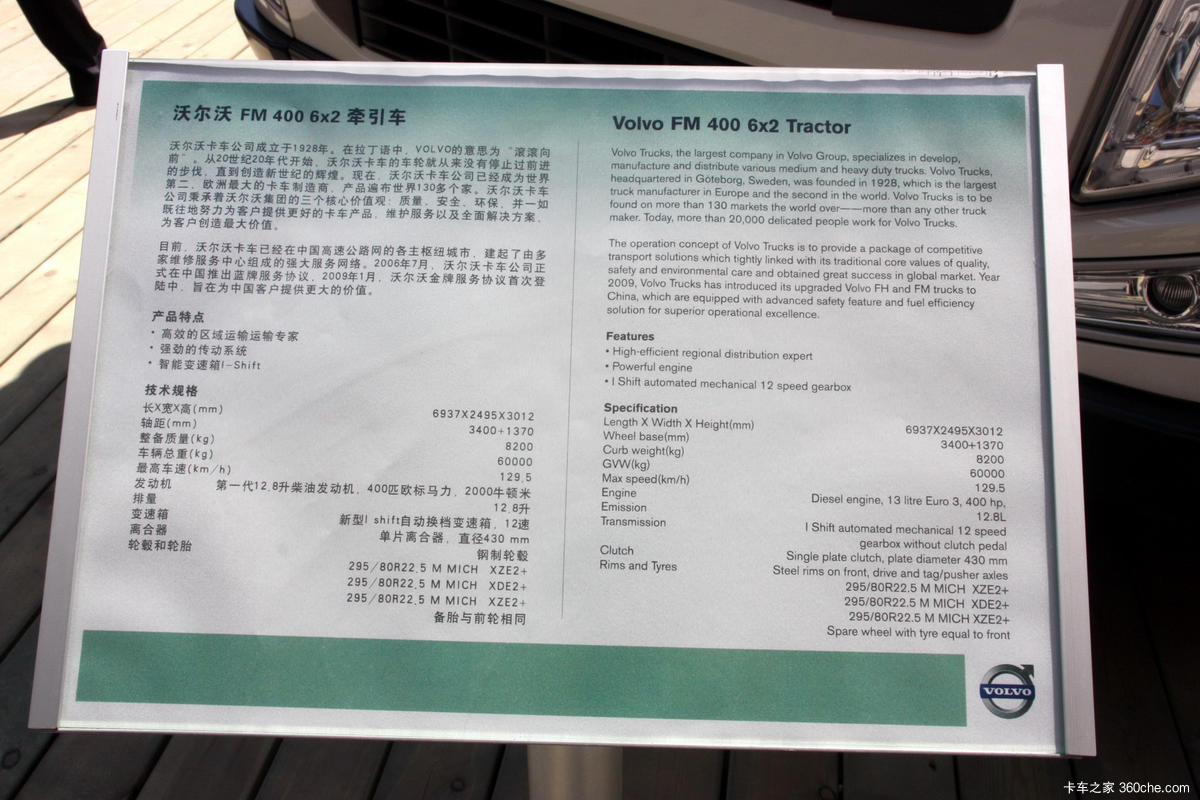 沃尔沃 FM 400 6x2 牵引车
沃尔沃卡车公司成立于1928年。在拉丁语中，VOLVO的意思为“滚滚向
前”。从20世纪20年代开始，沃尔沃卡车的车轮就从来没有停止过前进
的步伐，直到创造新世纪的辉煌。现在，沃尔沃卡车公司已经成为世界
第二，欧洲最大的卡车制造商，产品遍布世界130多个家。沃尔沃卡车
公司秉承着沃尔沃集团的三个核心价值观：质量，安全，环保，并一如
既往地努力为客户提供更好的卡车产品，维护服务以及全面解决方案，
为客户创造最大价值。
目前，沃尔沃卡车已经在中国高速公路网的各主枢纽城市，建起了由多
家维修服务中心组成的强大服务网络。2006年7月，沃尔沃卡车公司正
式在中国推出蓝牌服务协议，2009年1月，沃尔沃金牌服务协议首次登
陆中，旨在为中国客户提供更大的价值。
产品特点
• 高效的区域运输运输专家
• 强劲的传动系统
• 智能变速箱I-Shift
技术规格
长X宽X高(mm) 6937X2495X3012
轴距(mm) 3400+1370
整备质量(kg) 8200
车辆总重(kg) 60000
最高车速(km/h) 129.5
发动机 第一代12.8升柴油发动机，400匹欧标马力，2000牛顿米
排量 12.8升
变速箱 新型I shift自动换档变速箱，12速
离合器 单片离合器，直径430 mm
轮毂和轮胎 钢制轮毂
295/80R22.5 M MICH XZE2+
295/80R22.5 M MICH XDE2+
295/80R22.5 M MICH XZE2+
备胎与前轮相同
Volvo FM 400 6x2 Tractor
Volvo Trucks, the largest company in Volvo Group, specializes in develop,
manufacture and distribute various medium and heavy duty trucks. Volvo Trucks,
headquartered in Göteborg, Sweden, was founded in 1928, which is the largest
truck manufacturer in Europe and the second in the world. Volvo Trucks is to be
found on more than 130 markets the world over——more than any other truck
maker. Today, more than 20,000 delicated people work for Volvo Trucks.
The operation concept of Volvo Trucks is to provide a package of competitive
transport solutions which tightly linked with its traditional core values of quality,
safety and environmental care and obtained great success in global market. Year
2009, Volvo Trucks has introduced its upgraded Volvo FH and FM trucks to
China, which are equipped with advanced safety feature and fuel efficiency
solution for superior operational excellence.
Features
• High-efficient regional distribution expert
• Powerful engine
• I Shift automated mechanical 12 speed gearbox
Specification
Length X Width X Height(mm) 6937X2495X3012
Wheel base(mm) 3400+1370
Curb weight(kg) 8200
GVW(kg) 60000
Max speed(km/h) 129.5
Engine Diesel engine, 13 litre Euro 3, 400 hp,
Emission 12.8L
Transmission I Shift automated mechanical 12 speed
gearbox without clutch pedal
Clutch Single plate clutch, plate diameter 430 mm
Rims and Tyres Steel rims on front, drive and tag/pusher axles
295/80R22.5 M MICH XZE2+
295/80R22.5 M MICH XDE2+
295/80R22.5 M MICH XZE2+
Spare wheel with tyre equal to front
VOLVO
卡车之家 360che.com